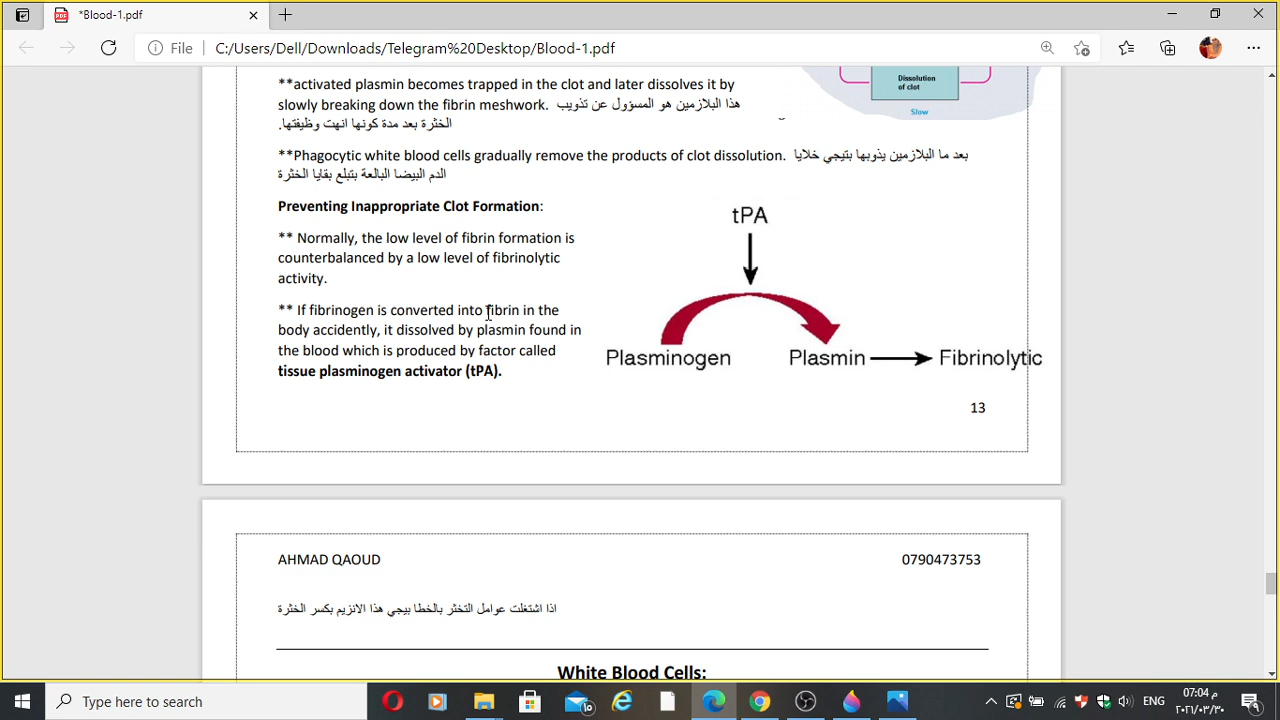 *Blood-1.pdf
File C:/Users/Dell/Downloads/Telegram%20Desktop/Blood-1.pdf
**activated plasmin becomes trapped in the clot and later dissolves it by
slowly breaking down the fibrin meshwork. هذا البلازمين هو المسؤول عن تذويب
الخثرة بعد مدة كونها انهت وظيفتها.
Dissolution
of clot
Slow
**Phagocytic white blood cells gradually remove the products of clot dissolution. بعد ما البلازمين يذوبها بتيجي خلايا
الدم البيضا البالعة بتبلع بقايا الخثرة
Preventing Inappropriate Clot Formation:
** Normally, the low level of fibrin formation is
counterbalanced by a low level of fibrinolytic
activity.
** If fibrinogen is converted into fibrin in the
body accidently, it dissolved by plasmin found in
the blood which is produced by factor called
tissue plasminogen activator (tPA).
tPA
Plasminogen Plasmin Fibrinolytic
13
AHMAD QAOUD 0790473753
اذا اشتغلت عوامل التخثر بالخطا بيجي هذا الانزيم بكسر الخثرة
White Blood Cells:
Type here to search
ENG
07:04 م
٢٠٢١/٠٣/٣٠